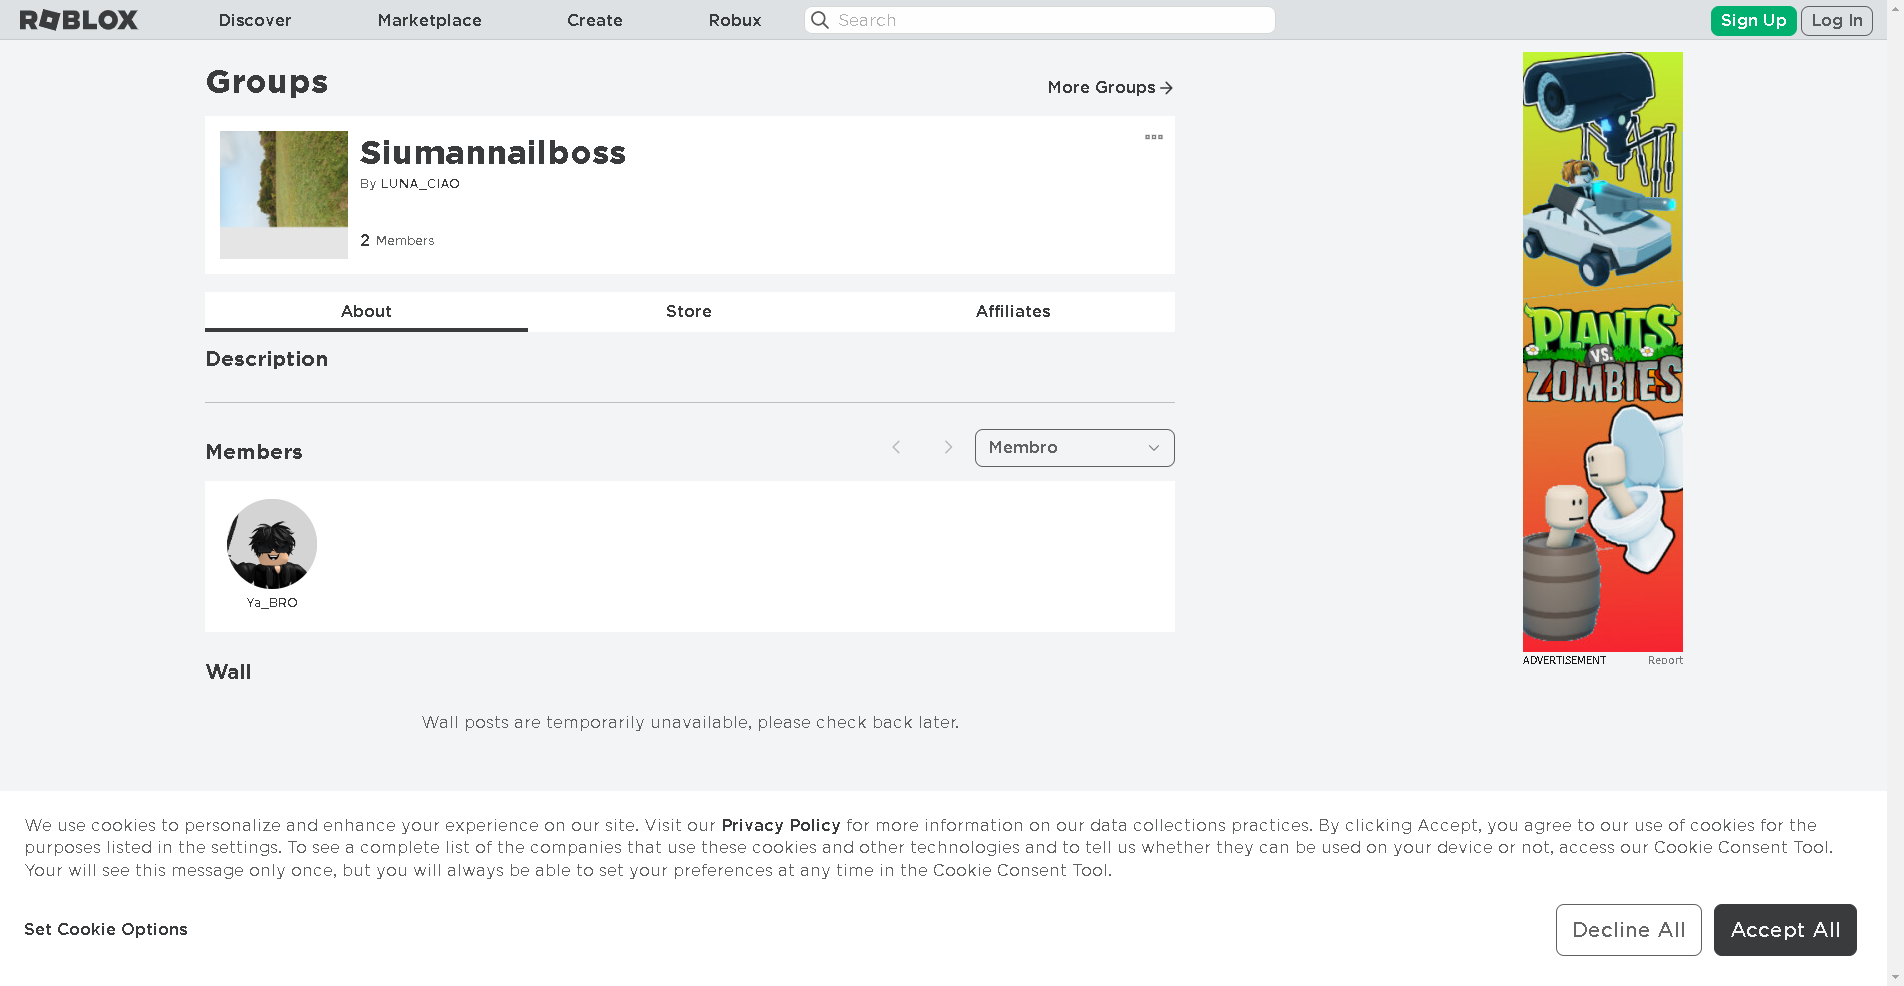 ROBLOX
Discover
Marketplace
Create
Robux
Search
Sign Up
Log In
Groups
More Groups
Siumannailboss
By LUNA_CIAO
2 Members
About
Store
Affiliates
Description
Members
Membro
Ya_BRO
Wall
Wall posts are temporarily unavailable, please check back later.
PLANTS
VS.
ZOMBIES
ADVERTISEMENT
Report
We use cookies to personalize and enhance your experience on our site. Visit our Privacy Policy for more information on our data collections practices. By clicking Accept, you agree to our use of cookies for the
purposes listed in the settings. To see a complete list of the companies that use these cookies and other technologies and to tell us whether they can be used on your device or not, access our Cookie Consent Tool.
Your will see this message only once, but you will always be able to set your preferences at any time in the Cookie Consent Tool.
Set Cookie Options
Decline All
Accept All